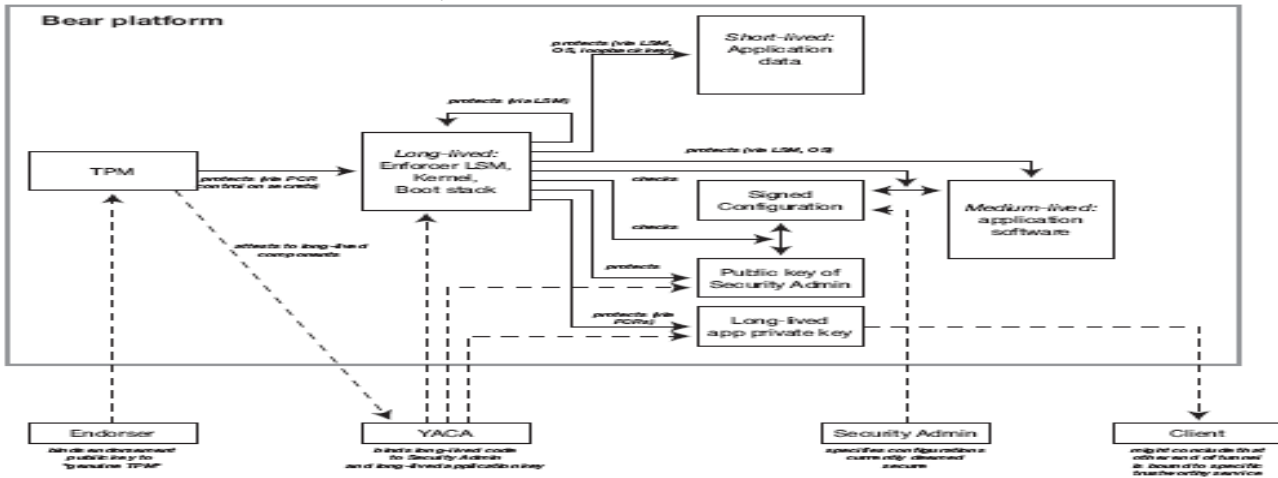 Bear platform
protects (via LSM,
OS, loopback key)
Short-lived:
Application
data
protects (via LSM)
TPM
protects (via PCR
control on secrets)
Long-lived:
Enforcer LSM,
Kernel,
Boot stack
protects (via LSM, OS)
checks
Signed
Configuration
Medium-lived:
application
software
attests to long-lived
components
checks
protects
Public key of
Security Admin
protects (via
PCRs)
Long-lived
app private key
Endorser
binds endorsement
public key to
"genuine TPM"
YACA
binds long-lived code
to Security Admin
and long-lived application key
Security Admin
specifies configurations
currently deemed
secure
Client
might conclude that
other end of tunnel
is bound to specific
trustworthy service